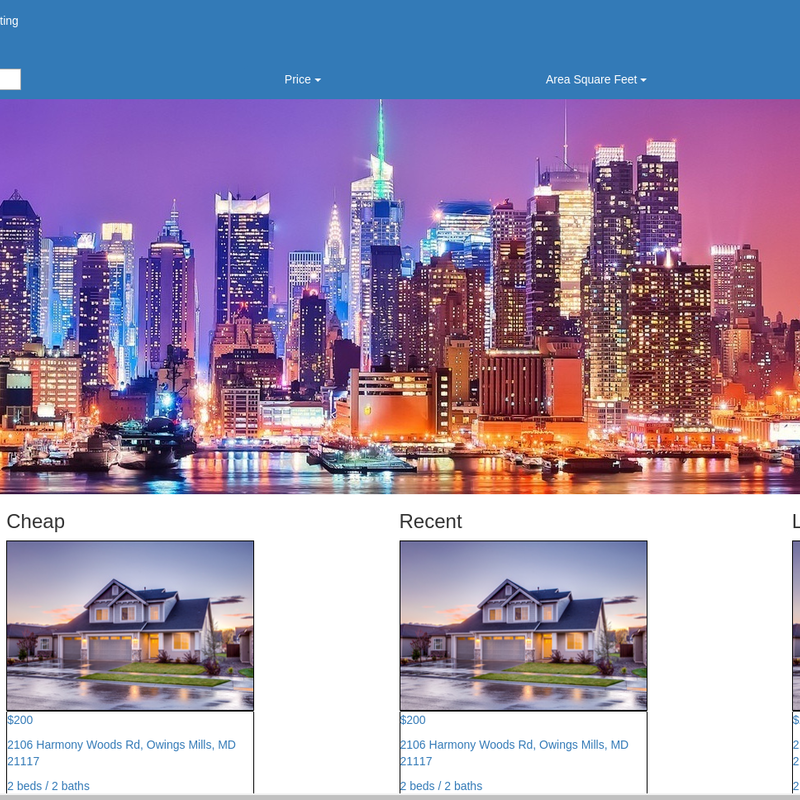 ting
Price
Area Square Feet
Cheap
Recent
$200
2106 Harmony Woods Rd, Owings Mills, MD
21117
2 beds / 2 baths
$200
2106 Harmony Woods Rd, Owings Mills, MD
21117
2 beds / 2 baths